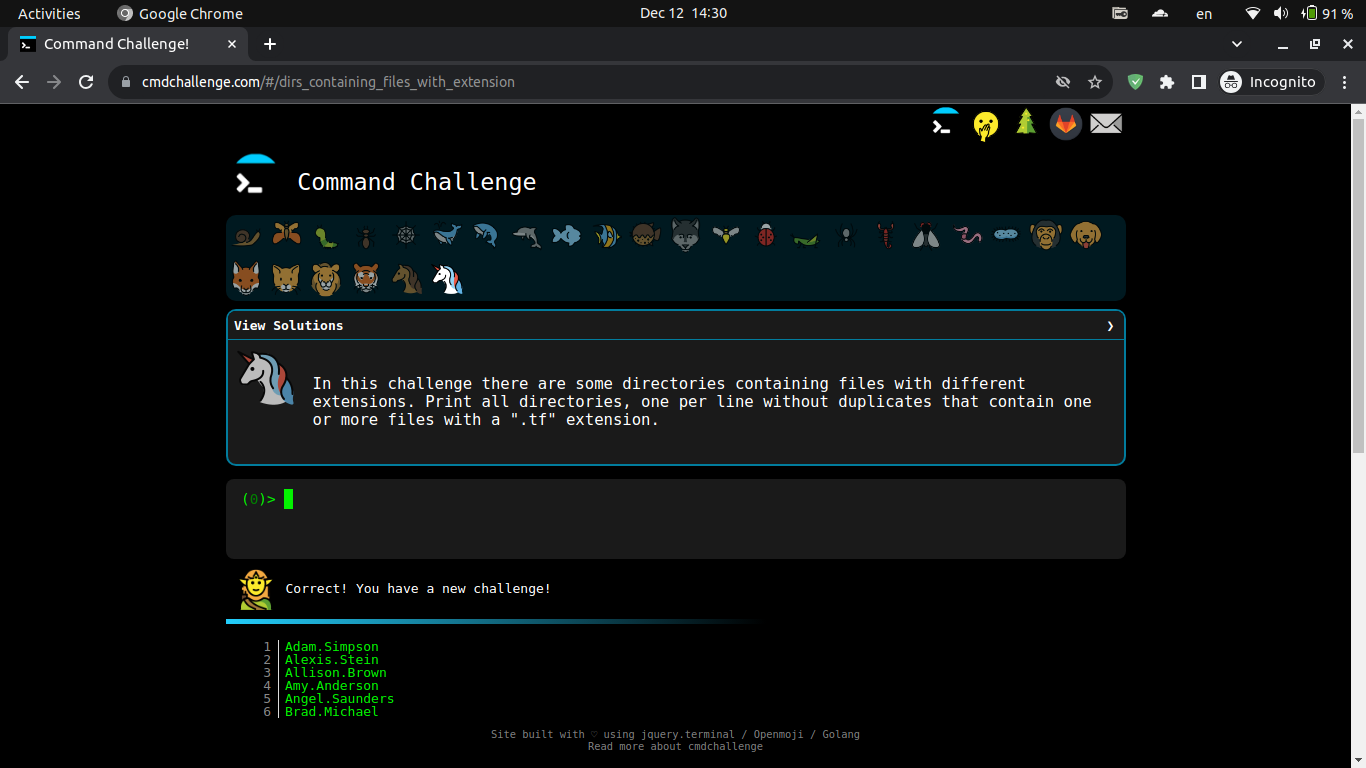 Activities
Google Chrome
Dec 12 14:30
en
91 %
Command Challenge!
cmdchallenge.com/#/dirs_containing_files_with_extension
Incognito
Command Challenge
View Solutions
In this challenge there are some directories containing files with different
extensions. Print all directories, one per line without duplicates that contain one
or more files with a ".tf" extension.
(0)>
Correct! You have a new challenge!
1 Adam.Simpson
2 Alexis.Stein
3 Allison.Brown
4 Amy.Anderson
5 Angel.Saunders
6 Brad.Michael
Site built with ♡ using jquery.terminal / Openmoji / Golang
Read more about cmdchallenge